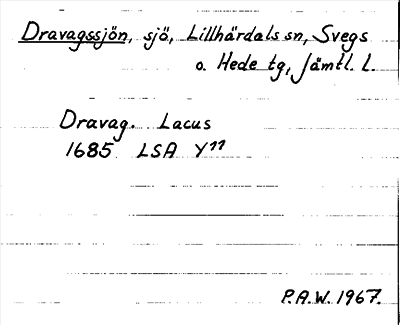 Dravagssjön, sjö, Lillhärdals sn, Svegs
o. Hede tg, Jämtl. l.
Dravag. Lacus
1685 LSA Y¹¹
P.A.W. 1967.